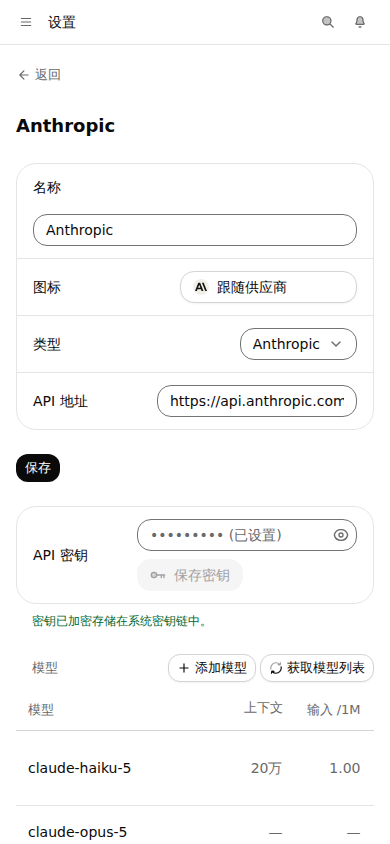 设置
返回
Anthropic
名称
Anthropic
图标
跟随供应商
类型
Anthropic
API 地址
https://api.anthropic.com
保存
API 密钥
••••••••• (已设置)
保存密钥
密钥已加密存储在系统密钥链中。
模型
添加模型
获取模型列表
模型 上下文 输入 /1M
claude-haiku-5 20万 1.00
claude-opus-5 — —